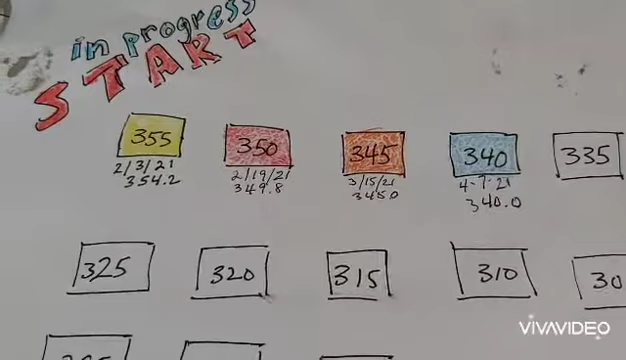 in progress
START
355 350 345 340 335
2/3/21 2/19/21 3/15/21 4-7-21
354.2 349.8 345.0 340.0
325 320 315 310 30
VIVAVIDEO